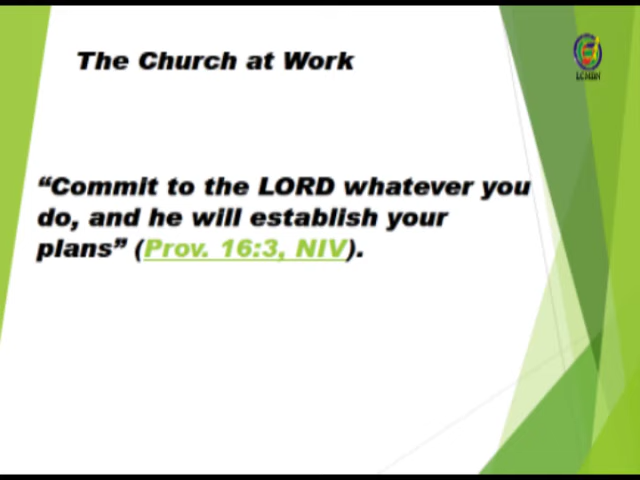 The Church at Work
“Commit to the LORD whatever you
do, and he will establish your
plans” (Prov. 16:3, NIV).